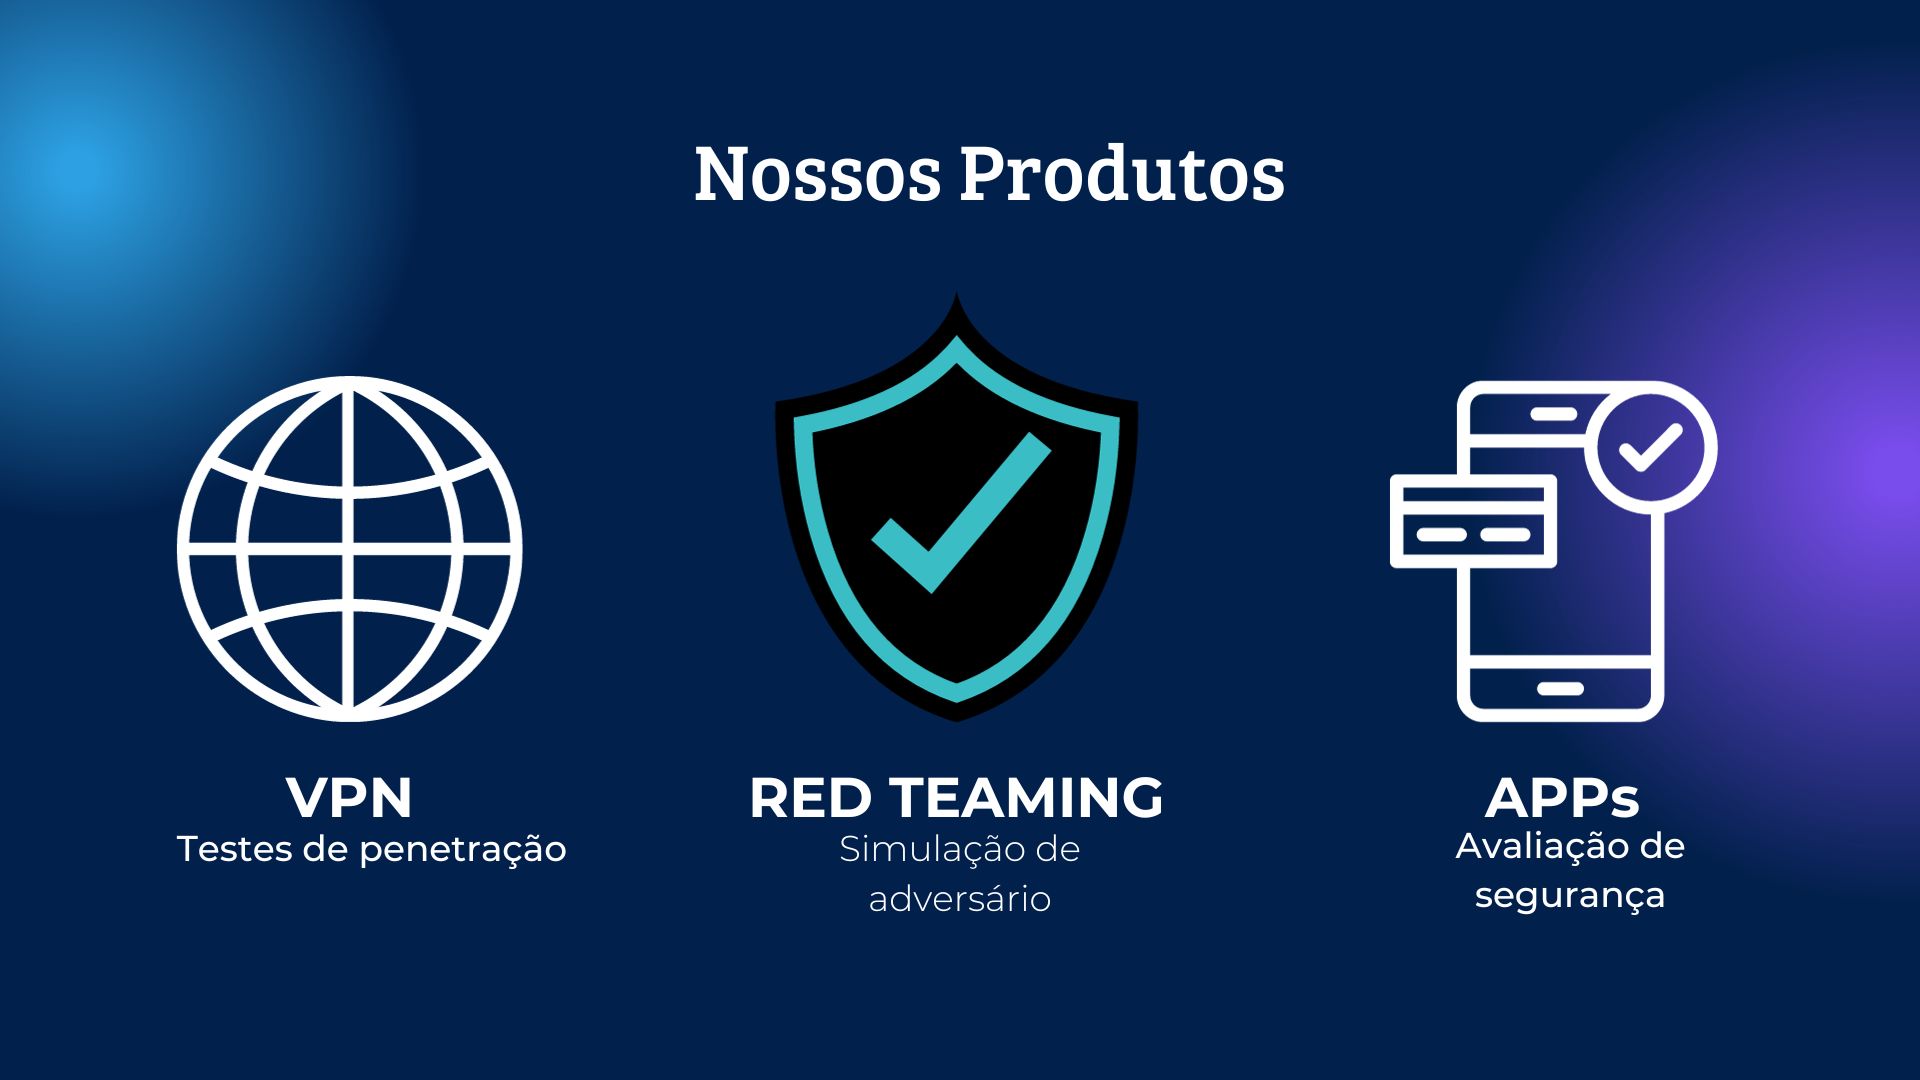 Nossos Produtos
VPN
Testes de penetração
RED TEAMING
Simulação de
adversário
APPs
Avaliação de
segurança